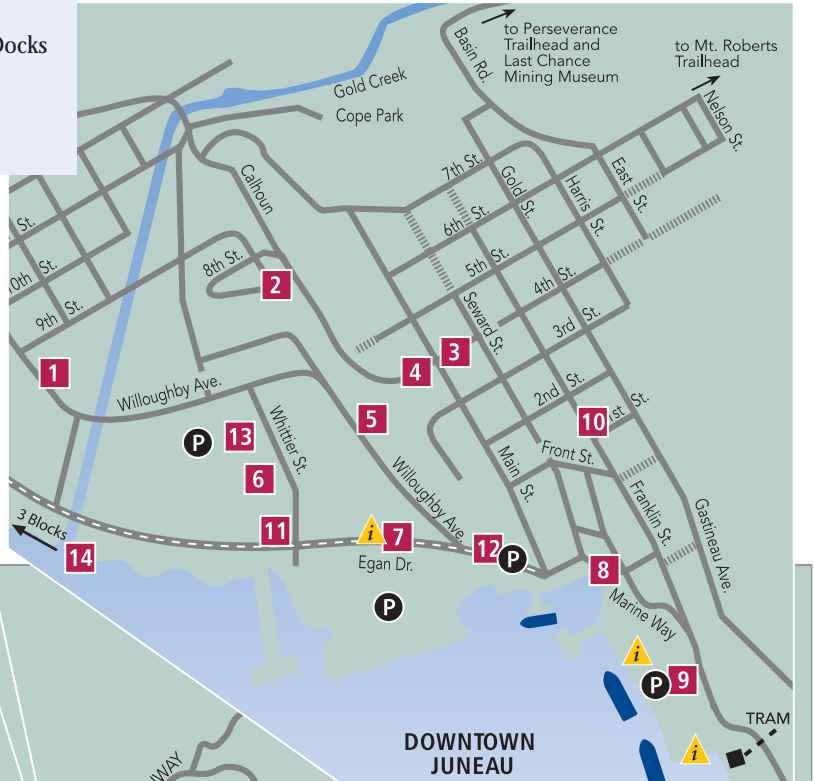 Docks
to Perseverance
Trailhead and
Last Chance
Mining Museum
to Mt. Roberts
Trailhead
Basin Rd.
Nelson St.
Gold Creek
Cope Park
Calhoun
7th St.
Gold St.
Harris St.
East St.
6th St.
5th St.
4th St.
3rd St.
8th St.
St.
10th St.
9th St.
2
Seward St.
3
4
1
Willoughby Ave.
2nd St.
1st St.
10
5
P
13
Whittier St.
6
Willoughby Ave.
Main St.
Front St.
Franklin St.
Gastineau Ave.
3 Blocks
14
11
i
7
12
P
Egan Dr.
8
P
Marine Way
i
P
9
TRAM
i
DOWNTOWN
JUNEAU